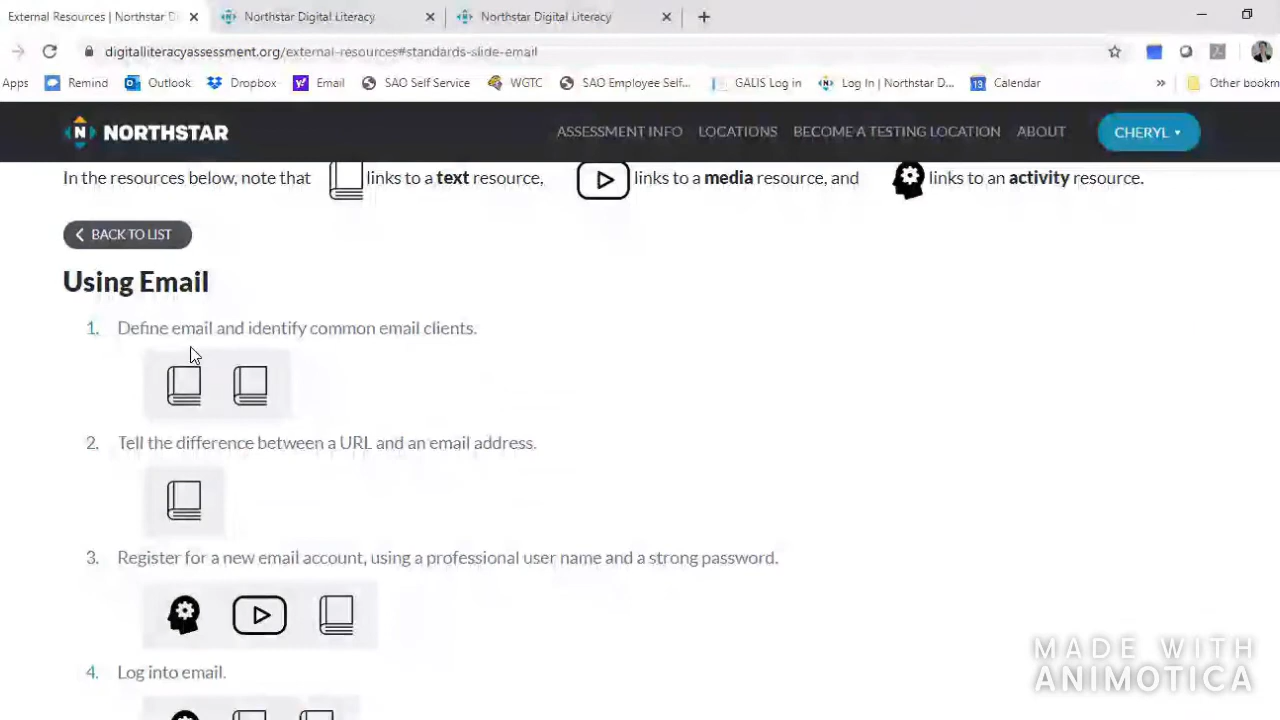 External Resources | Northstar D
Northstar Digital Literacy
Northstar Digital Literacy
digitalliteracyassessment.org/external-resources#standards-slide-email
Apps Remind Outlook Dropbox Email SAO Self Service WGTC SAO Employee Self... GALIS Log in Log In | Northstar D... 13 Calendar » Other bookm
N NORTHSTAR ASSESSMENT INFO LOCATIONS BECOME A TESTING LOCATION ABOUT CHERYL
In the resources below, note that links to a text resource, links to a media resource, and links to an activity resource.
BACK TO LIST
Using Email
1. Define email and identify common email clients.
2. Tell the difference between a URL and an email address.
3. Register for a new email account, using a professional user name and a strong password.
4. Log into email.
MADE WITH
ANIMOTICA